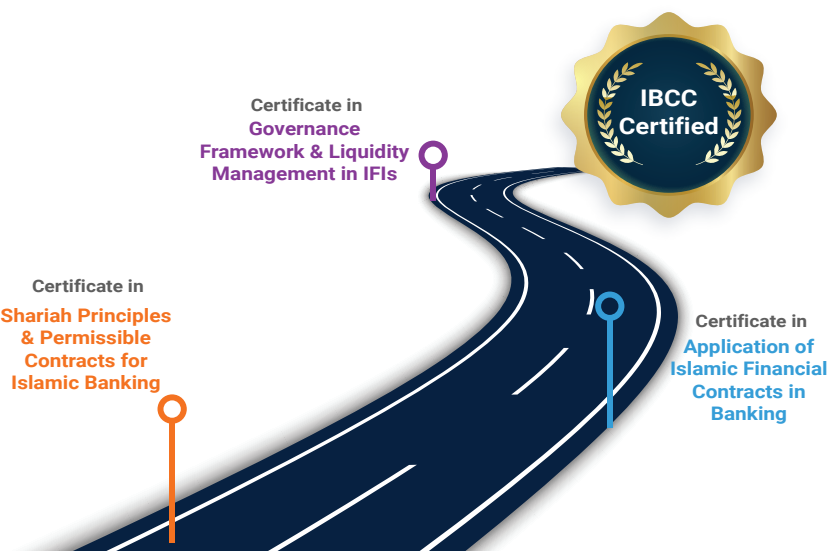 IBCC
Certified
Certificate in
Governance
Framework & Liquidity
Management in IFIs
Certificate in
Shariah Principles
& Permissible
Contracts for
Islamic Banking
Certificate in
Application of
Islamic Financial
Contracts in
Banking